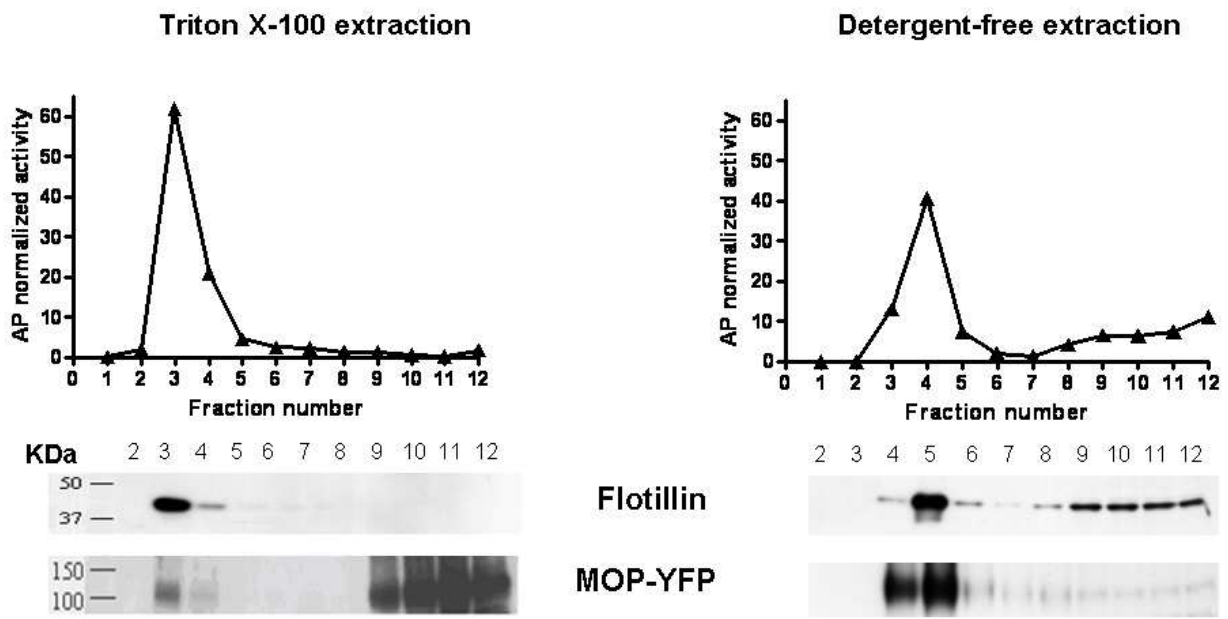 Triton X-100 extraction
Detergent-free extraction
AP normalized activity
60
50
40
30
20
10
0
0 1 2 3 4 5 6 7 8 9 10 11 12
Fraction number
AP normalized activity
60
50
40
30
20
10
0
0 1 2 3 4 5 6 7 8 9 10 11 12
Fraction number
KDa 2 3 4 5 6 7 8 9 10 11 12
2 3 4 5 6 7 8 9 10 11 12
50
37
Flotillin
150
100
MOP-YFP